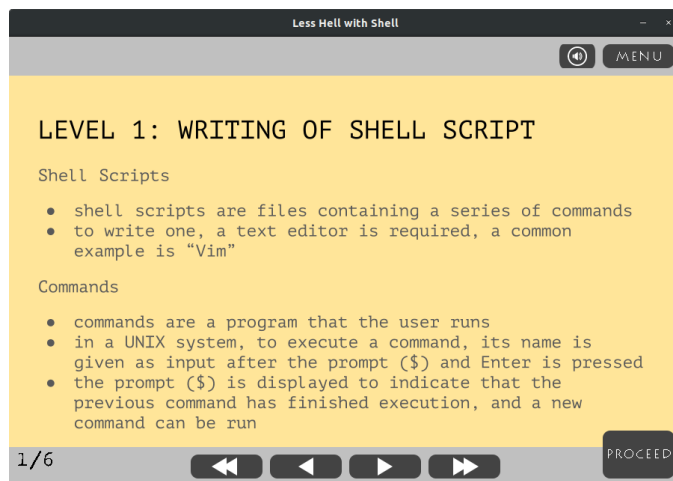 Less Hell with Shell
MENU
LEVEL 1: WRITING OF SHELL SCRIPT
Shell Scripts
● shell scripts are files containing a series of commands
● to write one, a text editor is required, a common
example is “Vim”
Commands
● commands are a program that the user runs
● in a UNIX system, to execute a command, its name is
given as input after the prompt ($) and Enter is pressed
● the prompt ($) is displayed to indicate that the
previous command has finished execution, and a new
command can be run
1/6
PROCEED